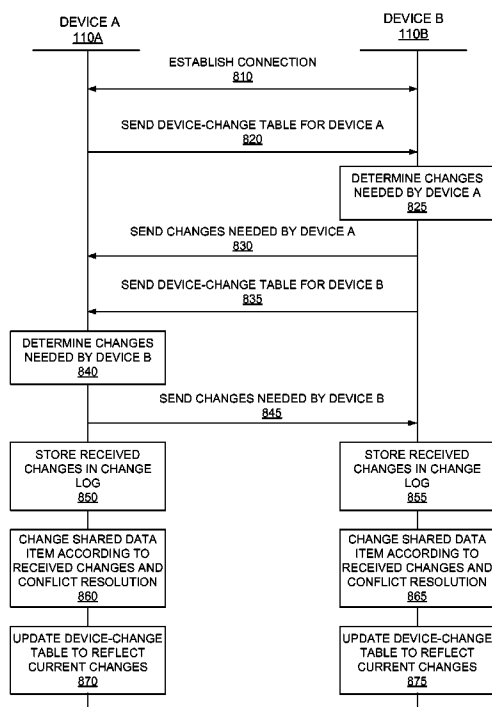 DEVICE A
110A
DEVICE B
110B
ESTABLISH CONNECTION
810
SEND DEVICE-CHANGE TABLE FOR DEVICE A
820
DETERMINE CHANGES
NEEDED BY DEVICE A
825
SEND CHANGES NEEDED BY DEVICE A
830
SEND DEVICE-CHANGE TABLE FOR DEVICE B
835
DETERMINE CHANGES
NEEDED BY DEVICE B
840
SEND CHANGES NEEDED BY DEVICE B
845
STORE RECEIVED
CHANGES IN CHANGE
LOG
850
STORE RECEIVED
CHANGES IN CHANGE
LOG
855
CHANGE SHARED DATA
ITEM ACCORDING TO
RECEIVED CHANGES AND
CONFLICT RESOLUTION
860
CHANGE SHARED DATA
ITEM ACCORDING TO
RECEIVED CHANGES AND
CONFLICT RESOLUTION
865
UPDATE DEVICE-CHANGE
TABLE TO REFLECT
CURRENT CHANGES
870
UPDATE DEVICE-CHANGE
TABLE TO REFLECT
CURRENT CHANGES
875